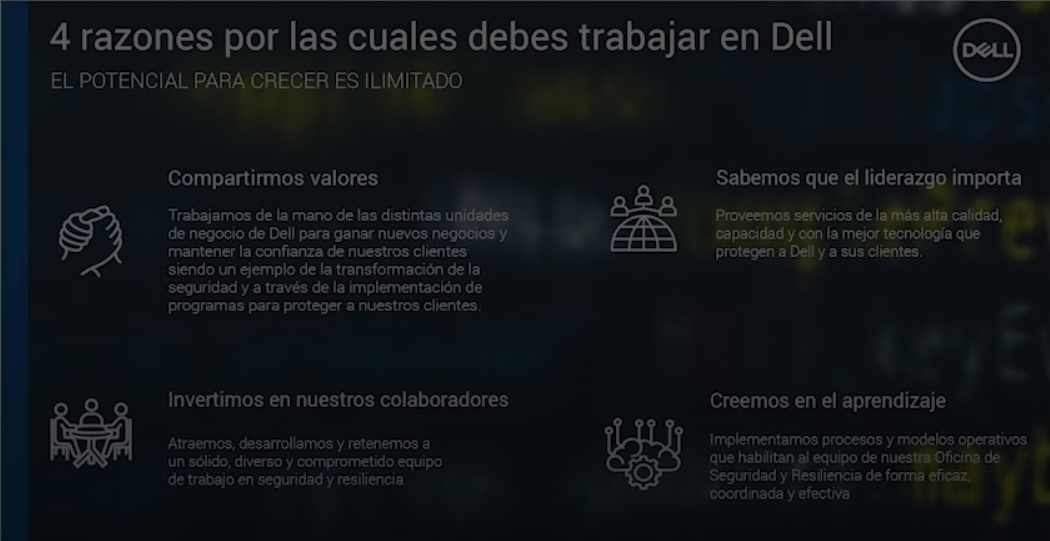 4 razones por las cuales debes trabajar en Dell
DELL
EL POTENCIAL PARA CRECER ES ILIMITADO
Compartirmos valores
Trabajamos de la mano de las distintas unidades
de negocio de Dell para ganar nuevos negocios y
mantener la confianza de nuestros clientes
siendo un ejemplo de la transformación de la
seguridad y a través de la implementación de
programas para proteger a nuestros clientes.
Sabemos que el liderazgo importa
Proveemos servicios de la más alta calidad,
capacidad y con la mejor tecnología que
protegen a Dell y a sus clientes.
Invertimos en nuestros colaboradores
Atraemos, desarrollamos y retenemos a
un sólido, diverso y comprometido equipo
de trabajo en seguridad y resiliencia
Creemos en el aprendizaje
Implementamos procesos y modelos operativos
que habilitan al equipo de nuestra Oficina de
Seguridad y Resiliencia de forma eficaz,
coordinada y efectiva